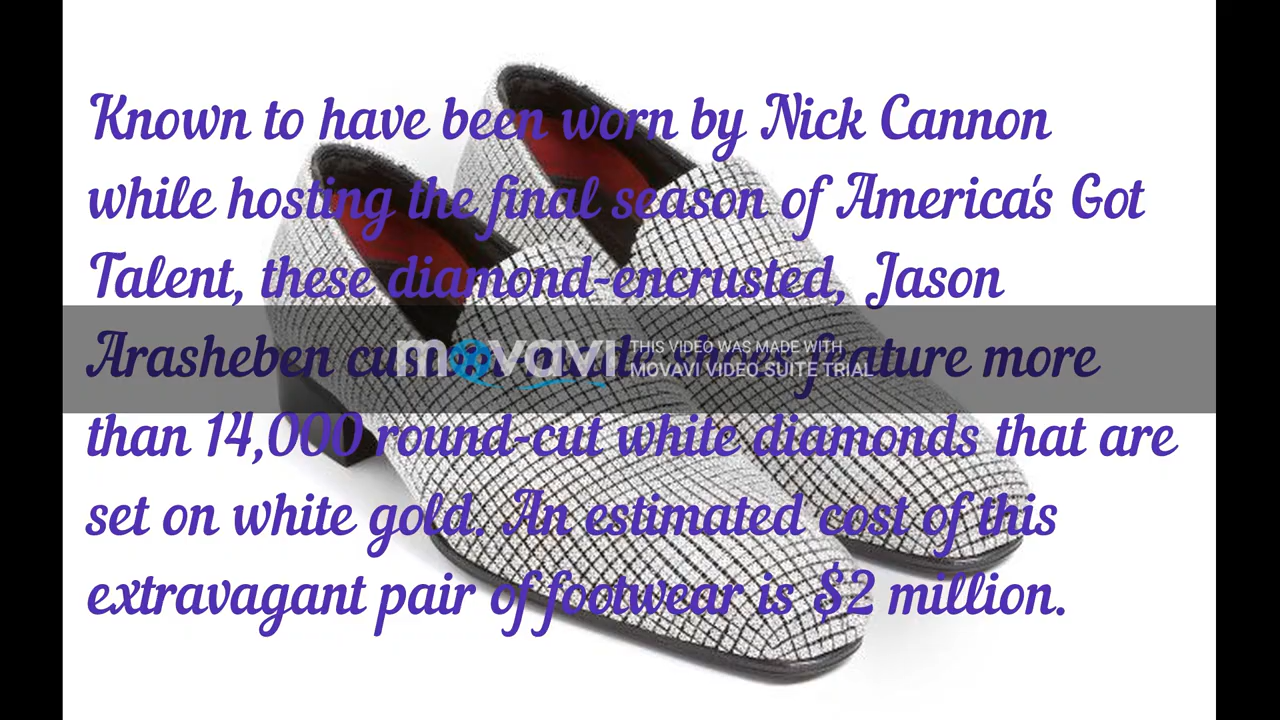 Known to have been worn by Nick Cannon
while hosting the final season of America's Got
Talent, these diamond-encrusted, Jason
Arasheben custom-made shoes feature more
movavi
THIS VIDEO WAS MADE WITH
MOVAVI VIDEO SUITE TRIAL
than 14,000 round-cut white diamonds that are
set on white gold. An estimated cost of this
extravagant pair of footwear is $2 million.